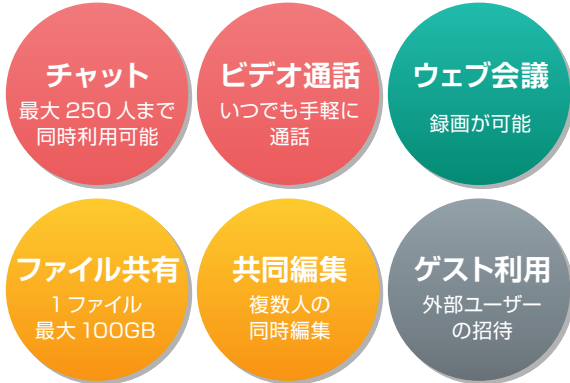 チャット
最大 250 人まで
同時利用可能
ビデオ通話
いつでも手軽に
通話
ウェブ会議
録画が可能
ファイル共有
1 ファイル
最大 100GB
共同編集
複数人の
同時編集
ゲスト利用
外部ユーザー
の招待